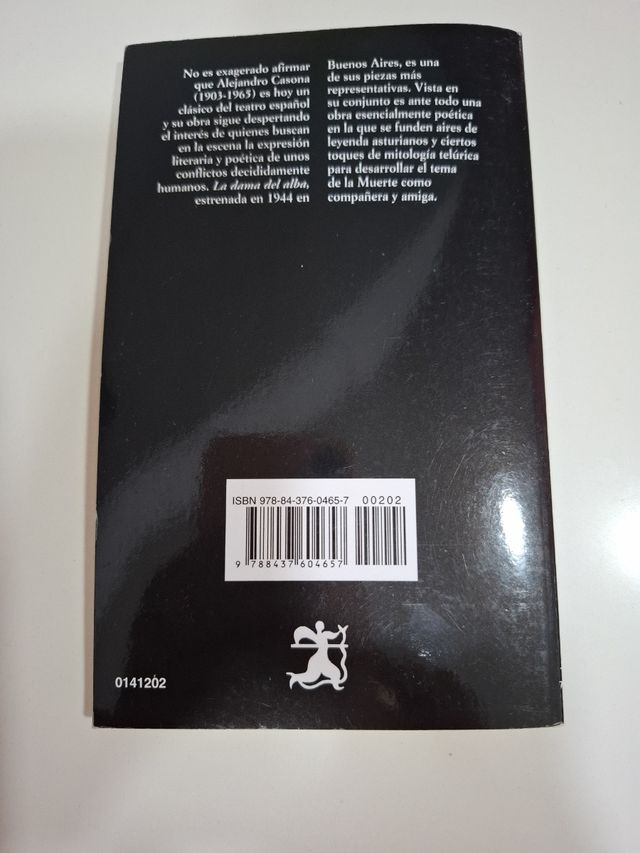 No es exagerado afirmar
que Alejandro Casona
(1903-1965) es hoy un
clásico del teatro español
y su obra sigue despertando
el interés de quienes buscan
en la escena la expresión
literaria y poética de unos
conflictos decididamente
humanos. La dama del alba,
estrenada en 1944 en
Buenos Aires, es una
de sus piezas más
representativas. Vista en
su conjunto es ante todo una
obra esencialmente poética
en la que se funden aires de
leyenda asturianos y ciertos
toques de mitología telúrica
para desarrollar el tema
de la Muerte como
compañera y amiga.
ISBN 978-84-376-0465-7
00202
9 788437 604657
0141202